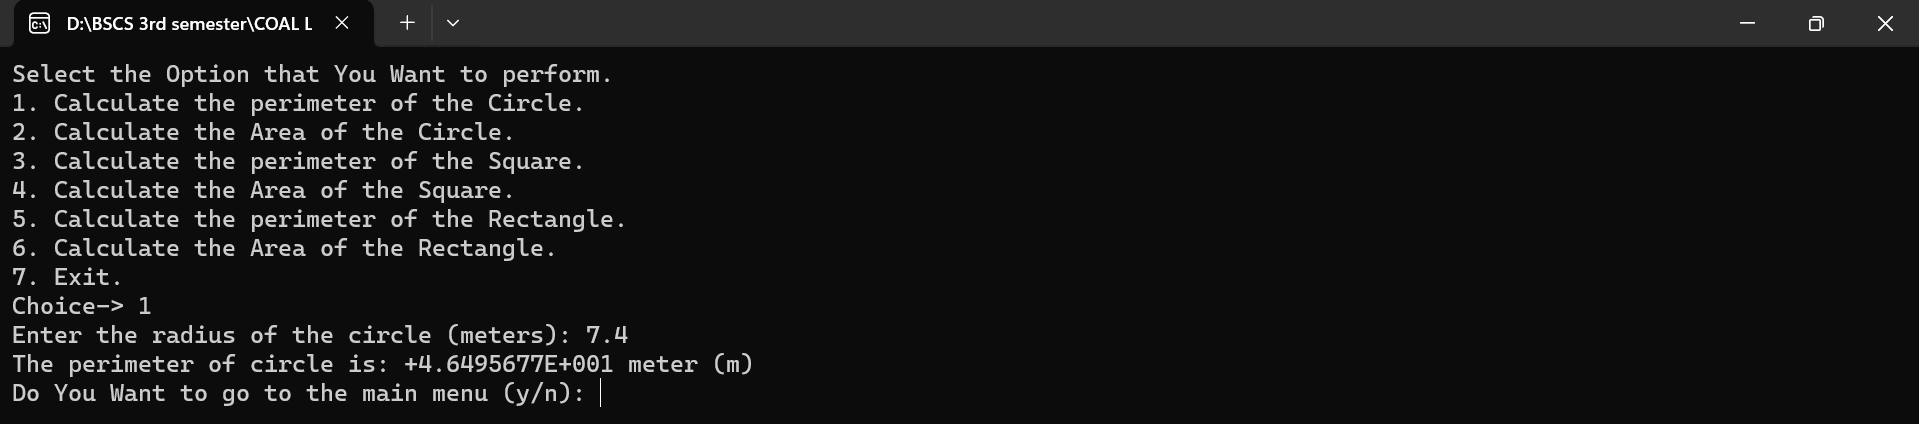 D:\BSCS 3rd semester\COAL L
Select the Option that You Want to perform.
1. Calculate the perimeter of the Circle.
2. Calculate the Area of the Circle.
3. Calculate the perimeter of the Square.
4. Calculate the Area of the Square.
5. Calculate the perimeter of the Rectangle.
6. Calculate the Area of the Rectangle.
7. Exit.
Choice-> 1
Enter the radius of the circle (meters): 7.4
The perimeter of circle is: +4.6495677E+001 meter (m)
Do You Want to go to the main menu (y/n):